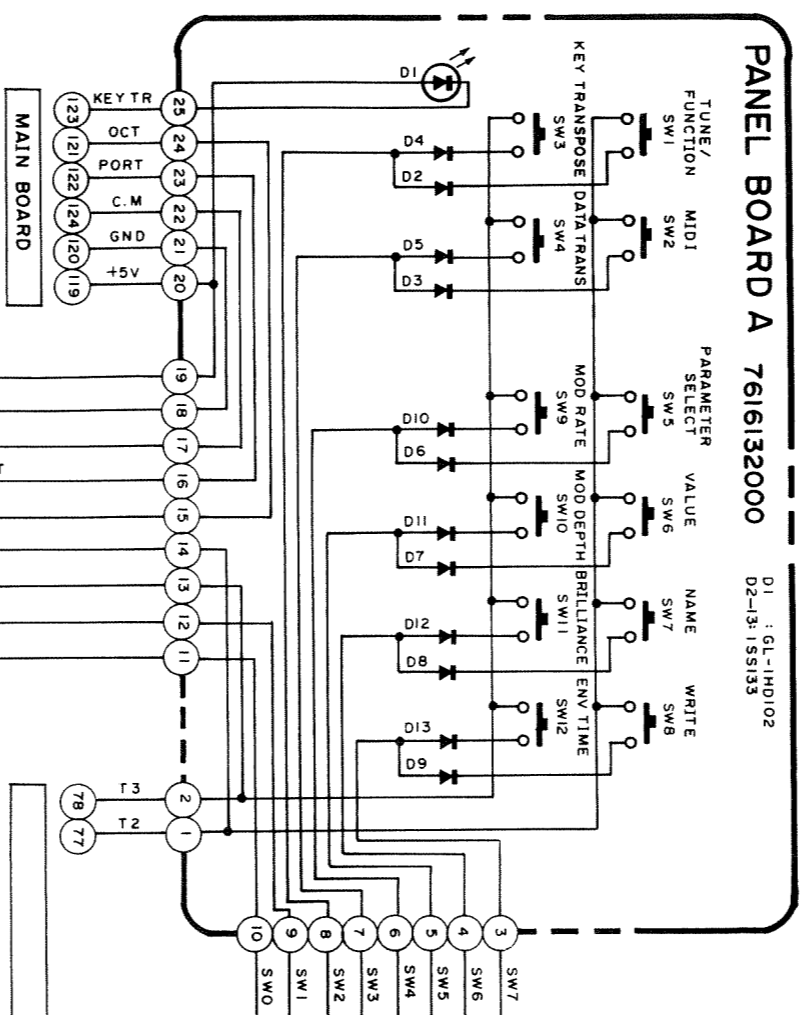 PANEL BOARD A 7616132000
D1 : GL-1HD102
D2-13: 1SS133
TUNE/
FUNCTION
SW1
MIDI
SW2
PARAMETER
SELECT
SW5
VALUE
SW6
NAME
SW7
WRITE
SW8
KEY TRANSPOSE
SW3
DATA TRANS
SW4
MOD RATE
SW9
MOD DEPTH
SW10
BRILLIANCE
SW11
ENV TIME
SW12
D1
D4
D2
D5
D3
D10
D6
D11
D7
D12
D8
D13
D9
MAIN BOARD
123 KEY TR 25
121 OCT 24
122 PORT 23
124 C.M 22
120 GND 21
119 +5V 20
19
18
17
T
16
15
14
13
12
11
78 T3 2
77 T2 1
10 9 8 7 6 5 4 3
SW0 SW1 SW2 SW3 SW4 SW5 SW6 SW7